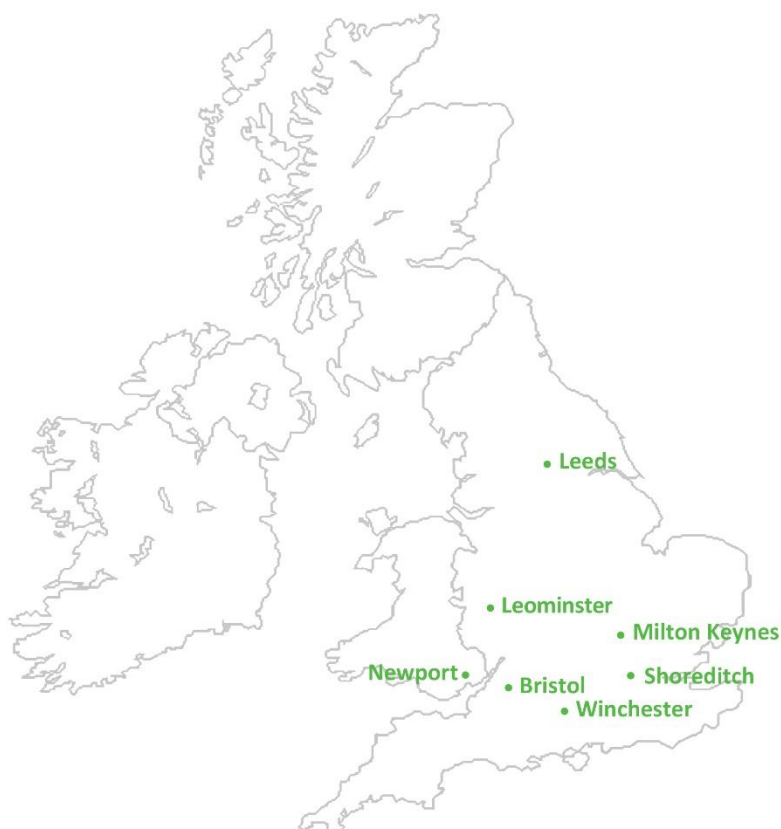 Leeds
Leominster
Milton Keynes
Newport
Shoreditch
Bristol
Winchester